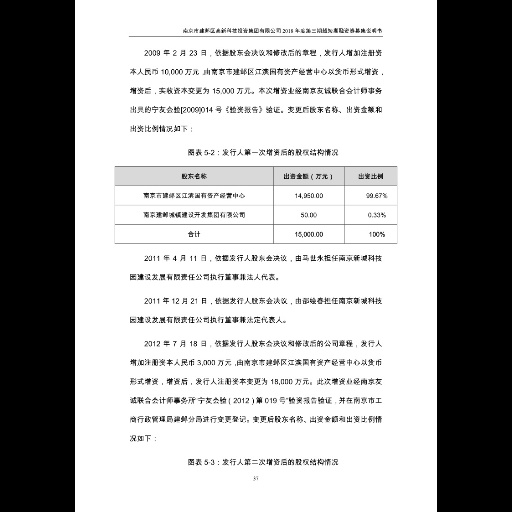 南京市建邺区高新科技投资集团有限公司2018年度第三期超短期融资券募集说明书
2009 年 2 月 23 日，依据股东会决议和修改后的章程，发行人增加注册资
本人民币 10,000 万元，由南京市建邺区江滨国有资产经营中心以货币形式增资，
增资后，实收资本变更为 15,000 万元。本次增资业经南京友诚联合会计师事务
出具的宁友会验[2009]014 号《验资报告》验证。变更后股东名称、出资金额和
出资比例情况如下：
图表 5-2：发行人第一次增资后的股权结构情况
股东名称 出资金额（万元） 出资比例
南京市建邺区江滨国有资产经营中心 14,950.00 99.67%
南京建邺城镇建设开发集团有限公司 50.00 0.33%
合计 15,000.00 100%
2011 年 4 月 11 日，依据发行人股东会决议，由马世永担任南京新城科技
园建设发展有限责任公司执行董事兼法人代表。
2011 年 12 月 21 日，依据发行人股东会决议，由邵绘春担任南京新城科技
园建设发展有限责任公司执行董事兼法定代表人。
2012 年 7 月 18 日，依据发行人股东会决议和修改后的公司章程，发行人
增加注册资本人民币 3,000 万元，由南京市建邺区江滨国有资产经营中心以货币
形式增资，增资后，发行人注册资本变更为 18,000 万元。此次增资业经南京友
诚联合会计师事务所"宁友会验（2012）第 019 号"验资报告验证，并在南京市工
商行政管理局建邺分局进行变更登记。变更后股东名称、出资金额和出资比例情
况如下：
图表 5-3：发行人第二次增资后的股权结构情况
37